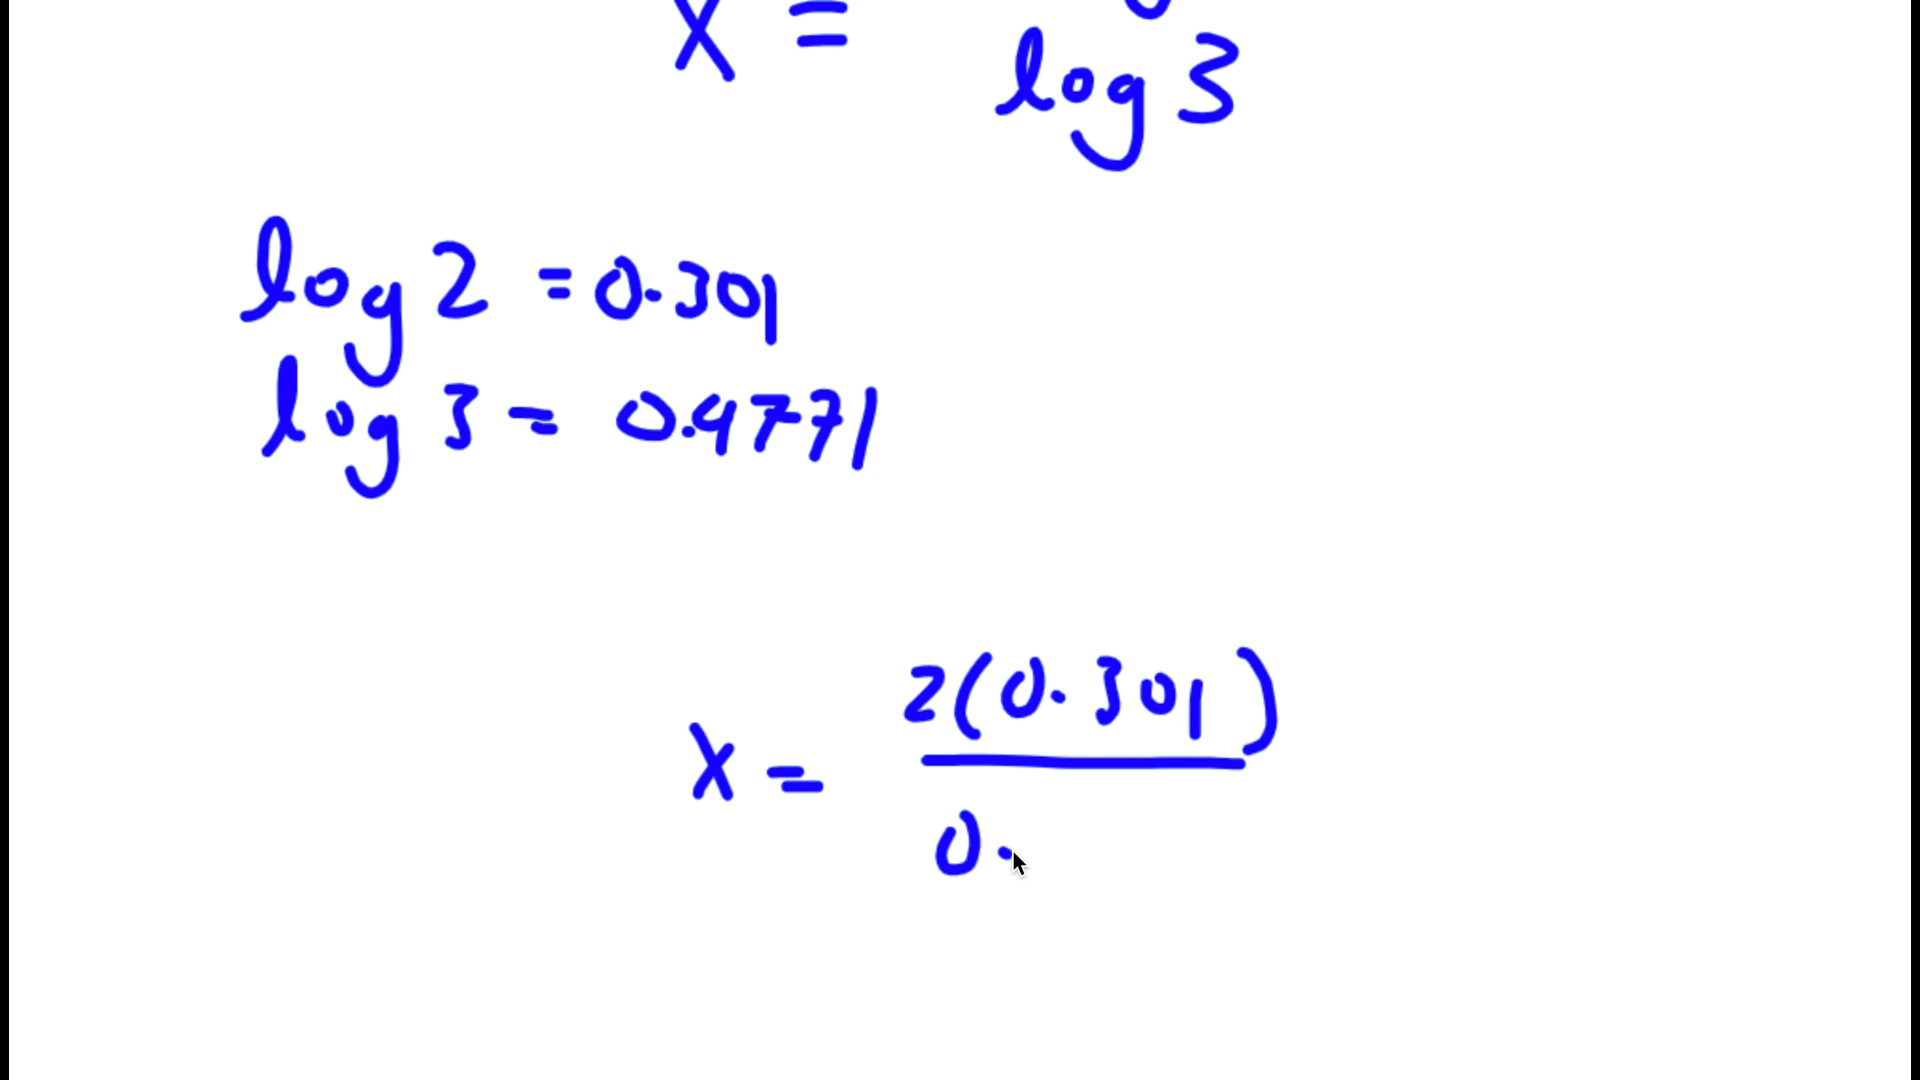 x =
log 3
log 2 = 0.301
log 3 = 0.4771
2(0.301)
x =
0.